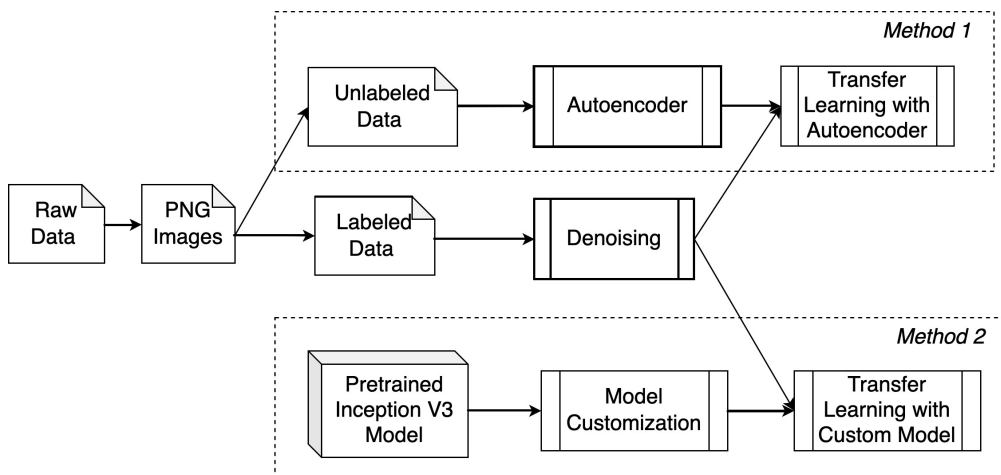 Method 1
Unlabeled
Data
Autoencoder
Transfer
Learning with
Autoencoder
Raw
Data
PNG
Images
Labeled
Data
Denoising
Method 2
Pretrained
Inception V3
Model
Model
Customization
Transfer
Learning with
Custom Model